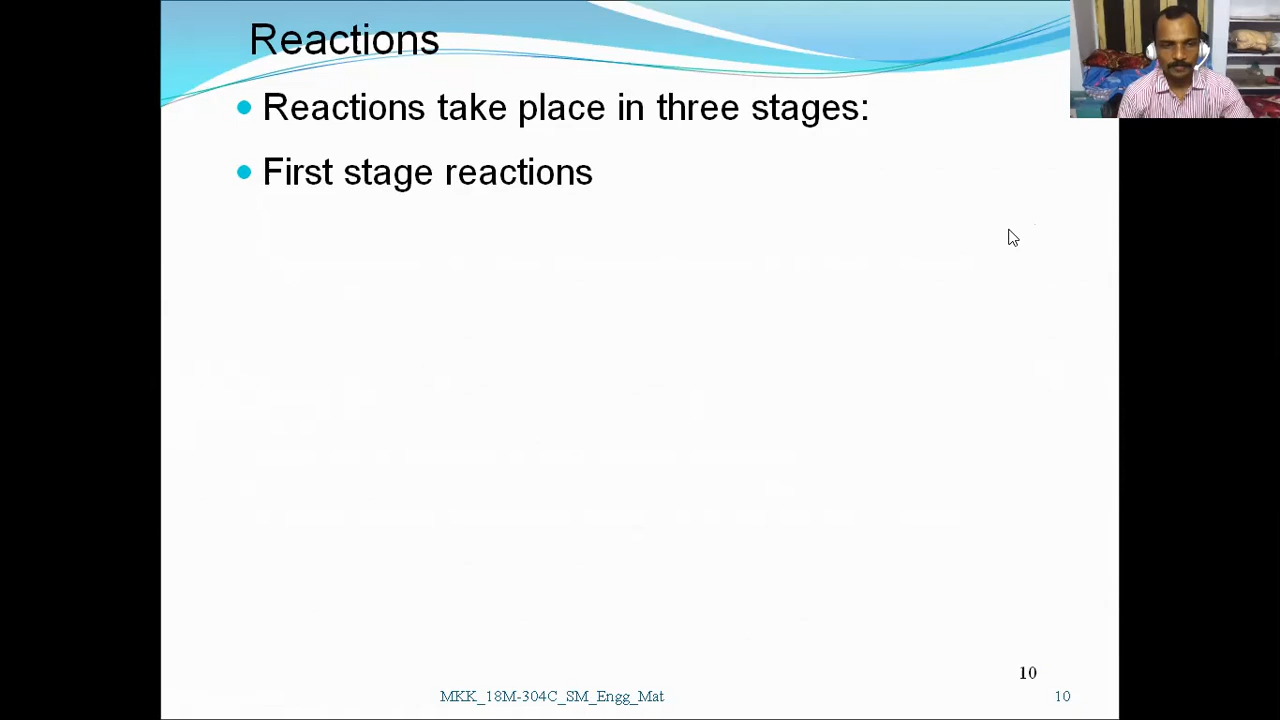 Reactions
Reactions take place in three stages:
First stage reactions
10
MKK_18M-304C_SM_Engg_Mat
10